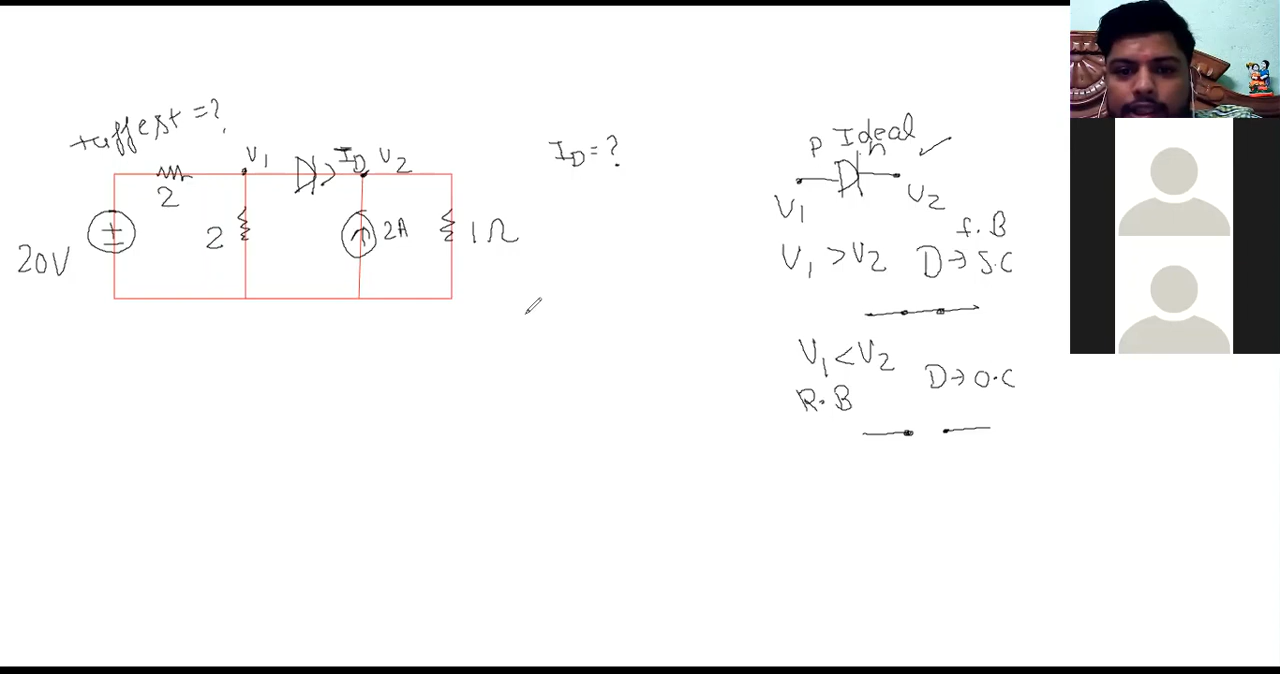 tuffest = ?
V1
ID
V2
2
2
2A
1Ω
20V
ID = ?
Ideal
P
n
V1
V2
f.B
V1 > V2 D → S.C
V1 < V2
D → O.C
R.B